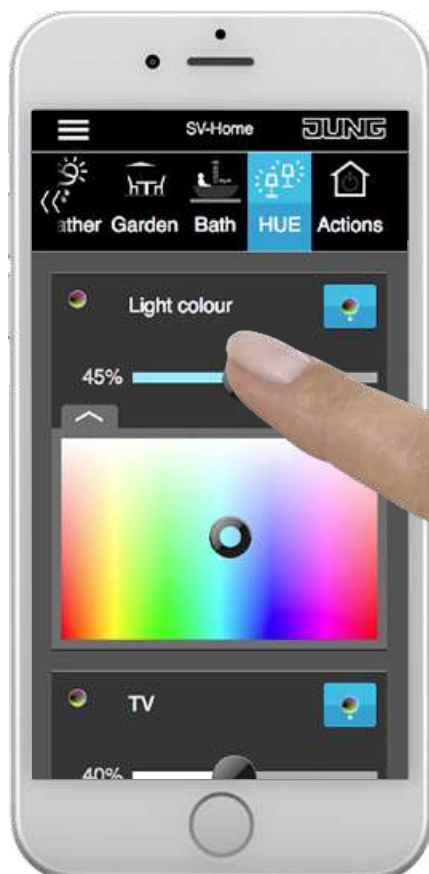 SV-Home JUNG
ather Garden Bath HUE Actions
Light colour
45%
TV
40%